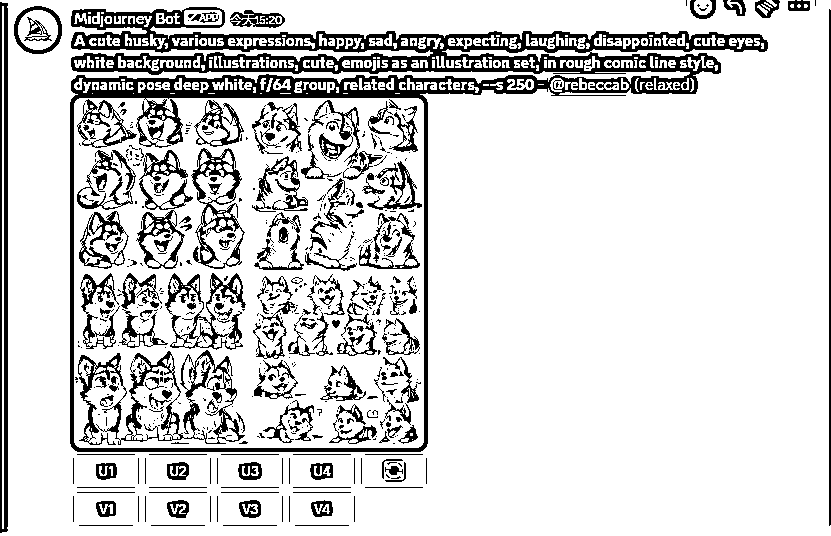 Midjourney Bot ✓ APP 今天15:20
A cute husky, various expressions, happy, sad, angry, expecting, laughing, disappointed, cute eyes,
white background, illustrations, cute, emojis as an illustration set, in rough comic line style,
dynamic pose deep white, f/64 group, related characters, --s 250 - @rebeccab (relaxed)
U1 U2 U3 U4
V1 V2 V3 V4